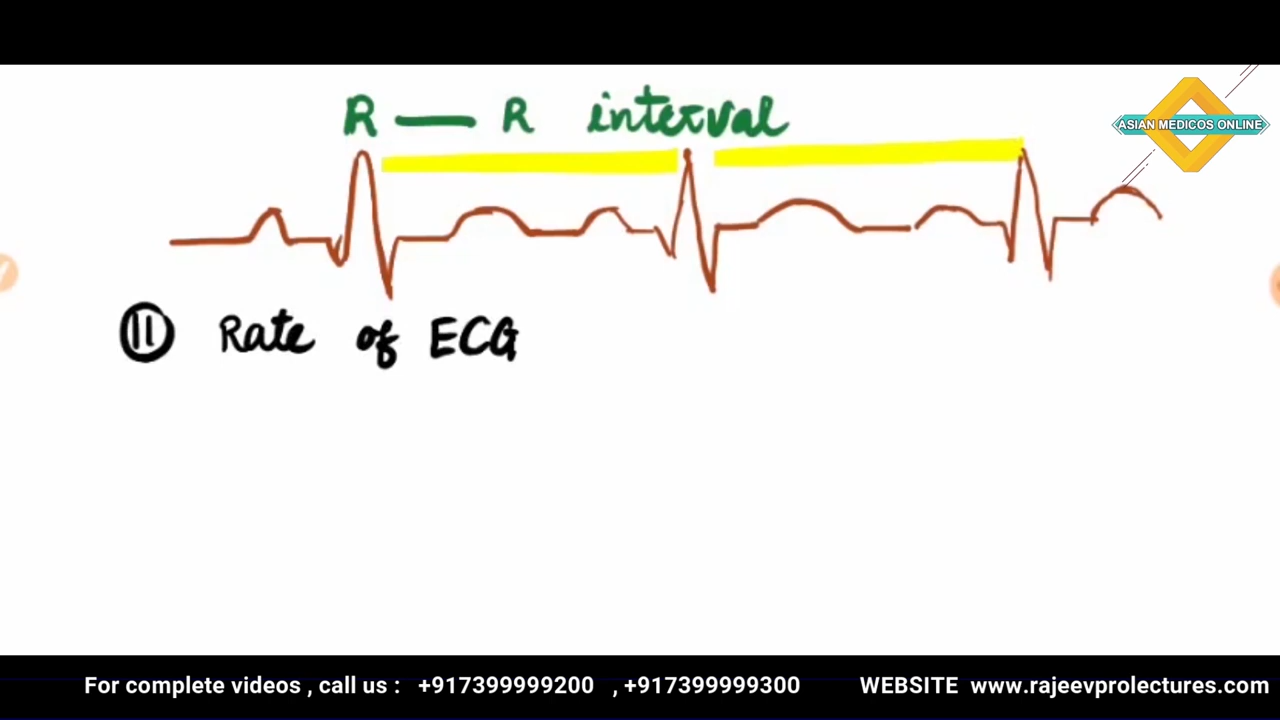 R — R interval
ASIAN MEDICOS ONLINE
11 Rate of ECG
For complete videos , call us : +917399999200 , +917399999300 WEBSITE www.rajeevprolectures.com